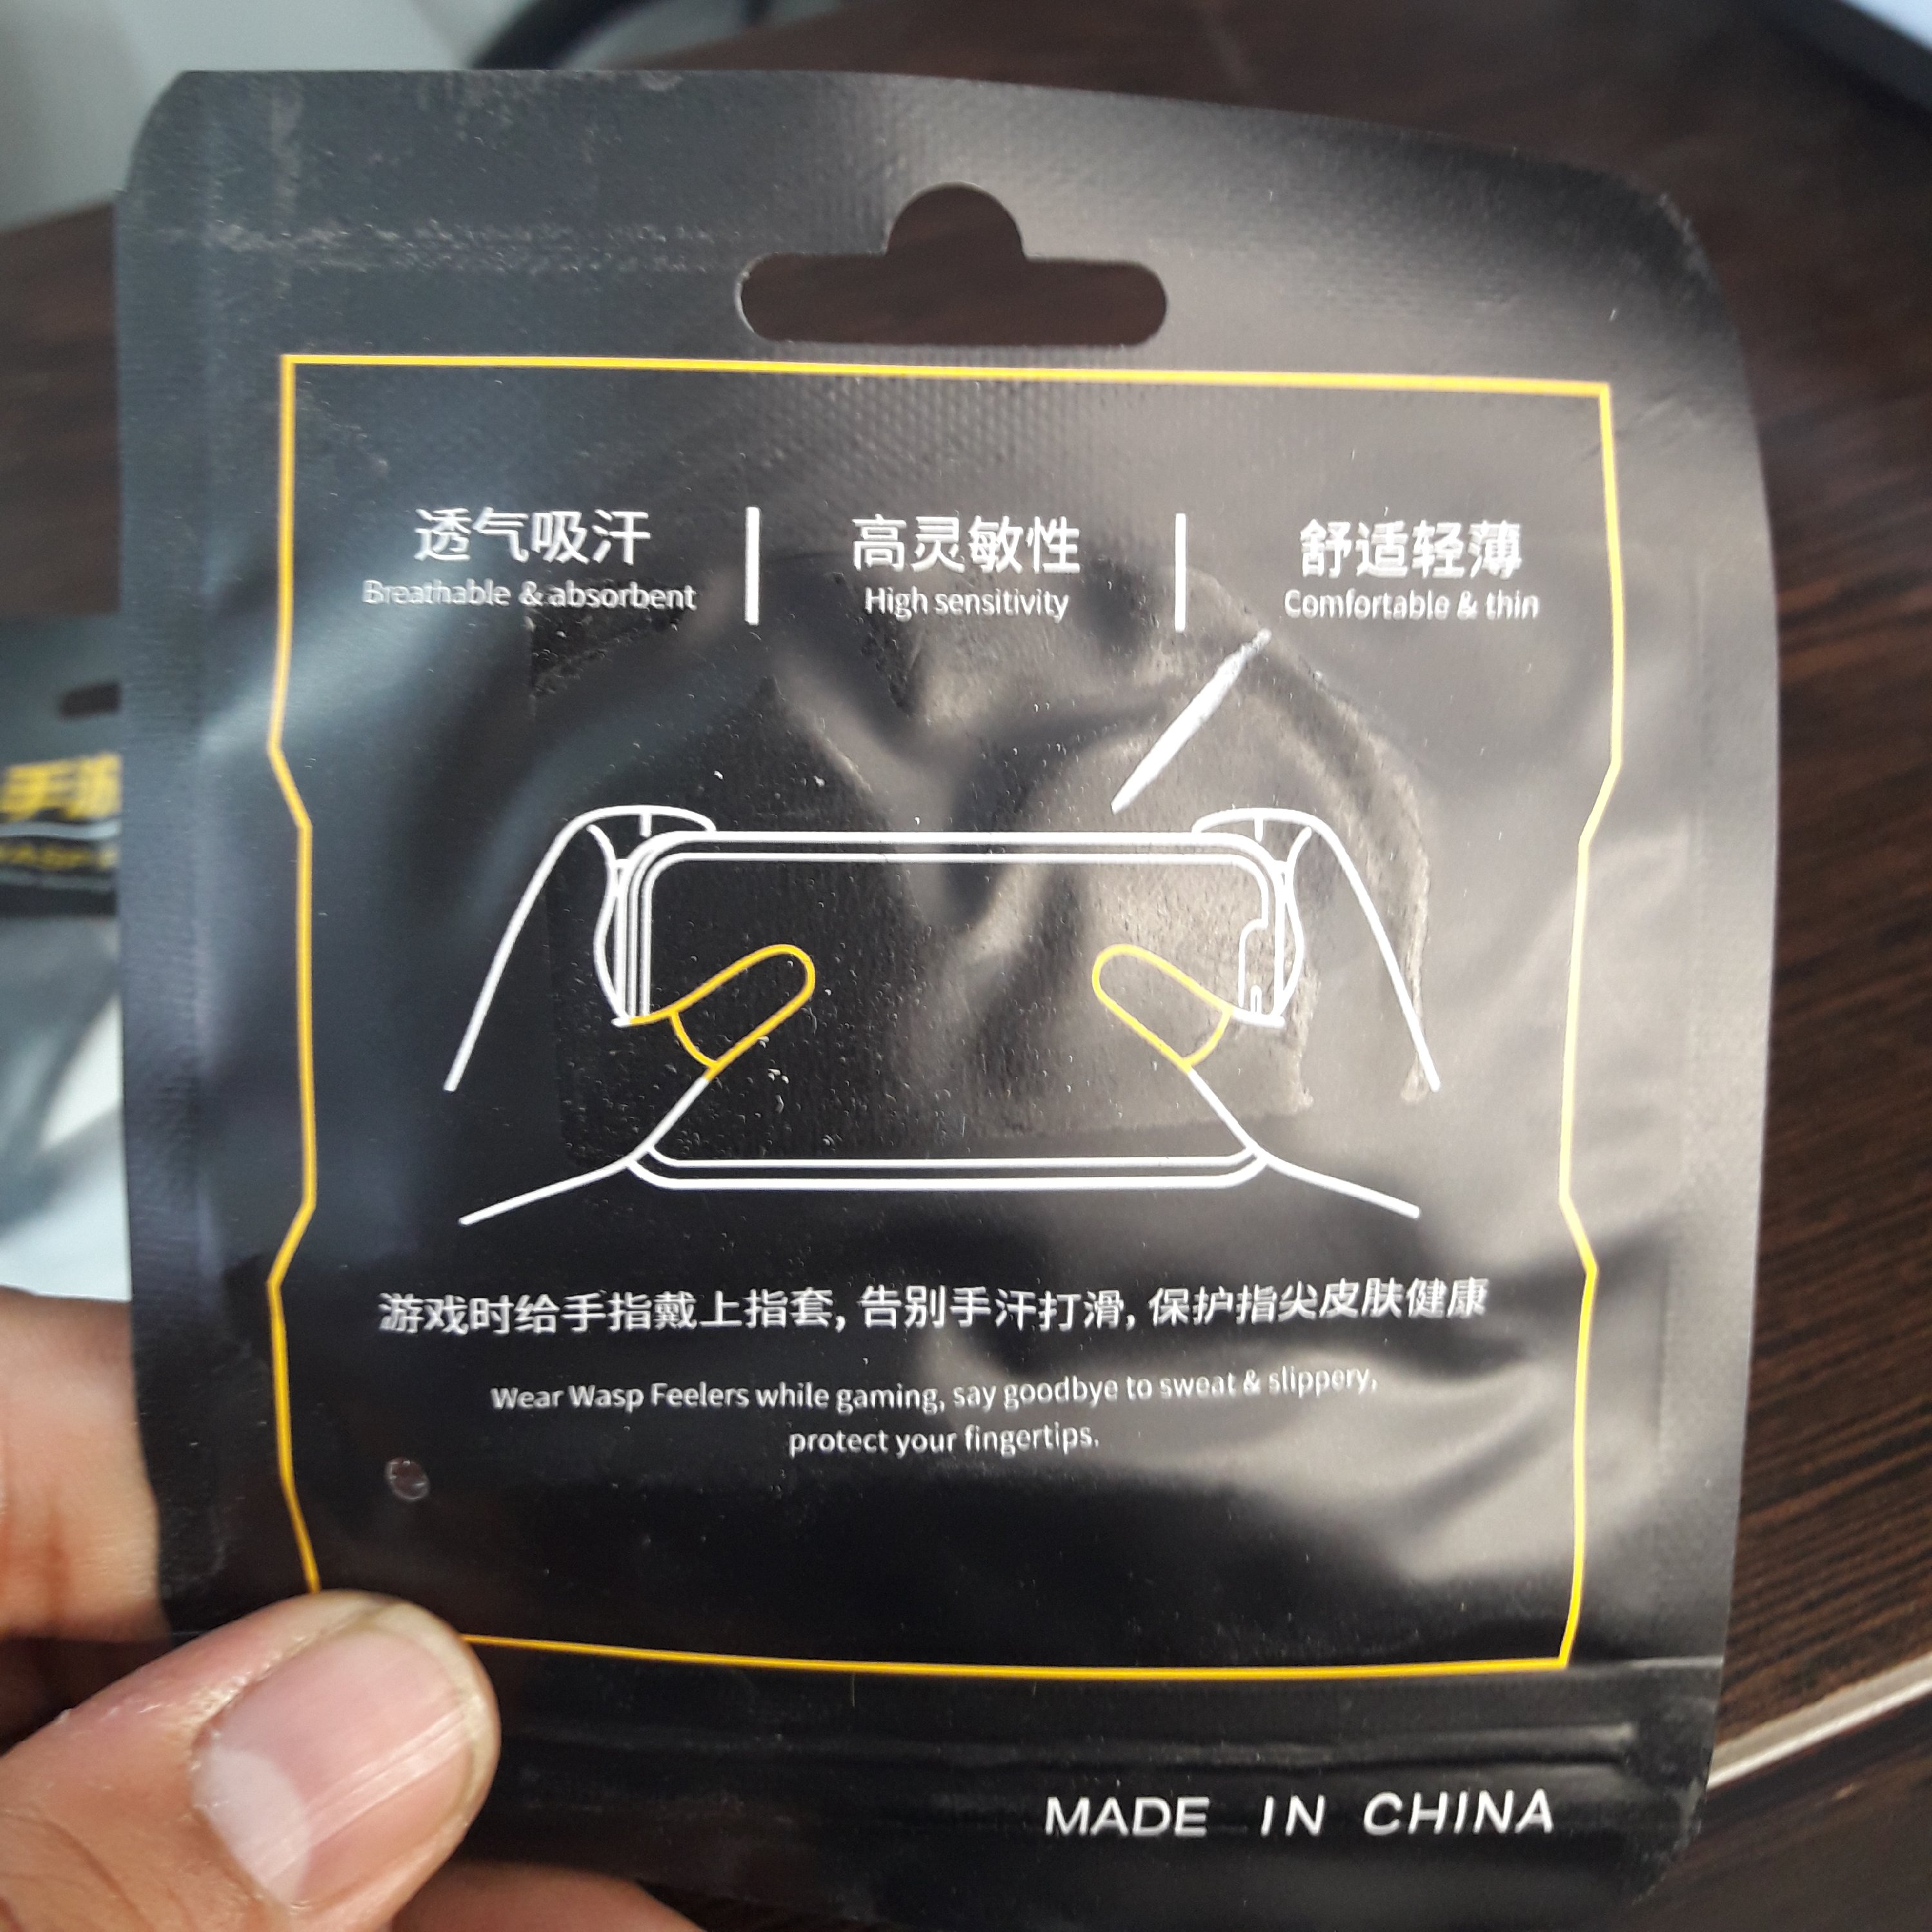 透气吸汗
Breathable & absorbent
高灵敏性
High sensitivity
舒适轻薄
Comfortable & thin
游戏时给手指戴上指套, 告别手汗打滑, 保护指尖皮肤健康
Wear Wasp Feelers while gaming, say goodbye to sweat & slippery,
protect your fingertips.
MADE IN CHINA